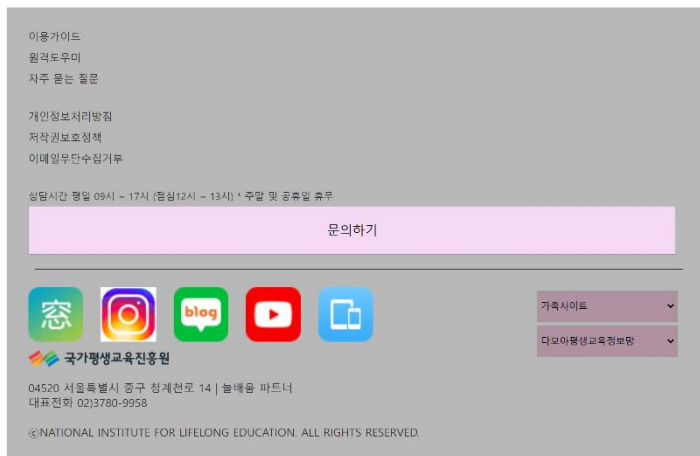 이용가이드
원격도우미
자주 묻는 질문
개인정보처리방침
저작권보호정책
이메일무단수집거부
상담시간 평일 09시 ~ 17시 (점심12시 ~ 13시) * 주말 및 공휴일 휴무
문의하기
窓
blog
가족사이트
다모아평생교육정보망
국가평생교육진흥원
04520 서울특별시 중구 청계천로 14 | 늘배움 파트너
대표전화 02)3780-9958
ⓒNATIONAL INSTITUTE FOR LIFELONG EDUCATION. ALL RIGHTS RESERVED.